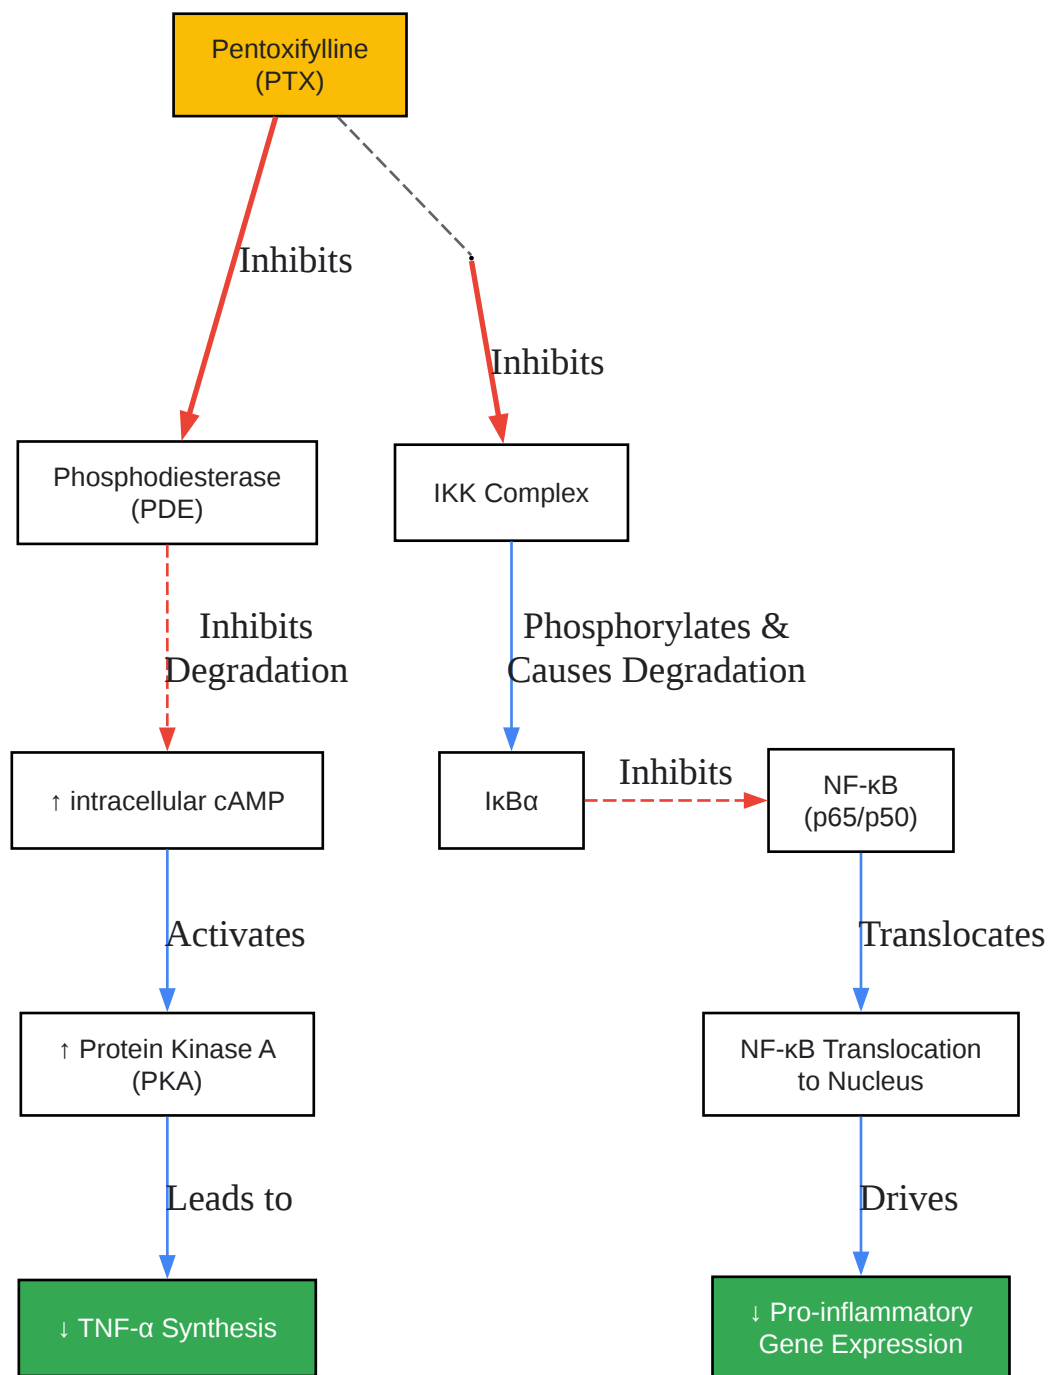 Pentoxifylline
(PTX)
Inhibits
Inhibits
Phosphodiesterase
(PDE)
IKK Complex
Inhibits
Degradation
Phosphorylates &
Causes Degradation
↑ intracellular cAMP
IκBα
Inhibits
NF-κB
(p65/p50)
Activates
Translocates
↑ Protein Kinase A
(PKA)
NF-κB Translocation
to Nucleus
Leads to
Drives
↓ TNF-α Synthesis
↓ Pro-inflammatory
Gene Expression